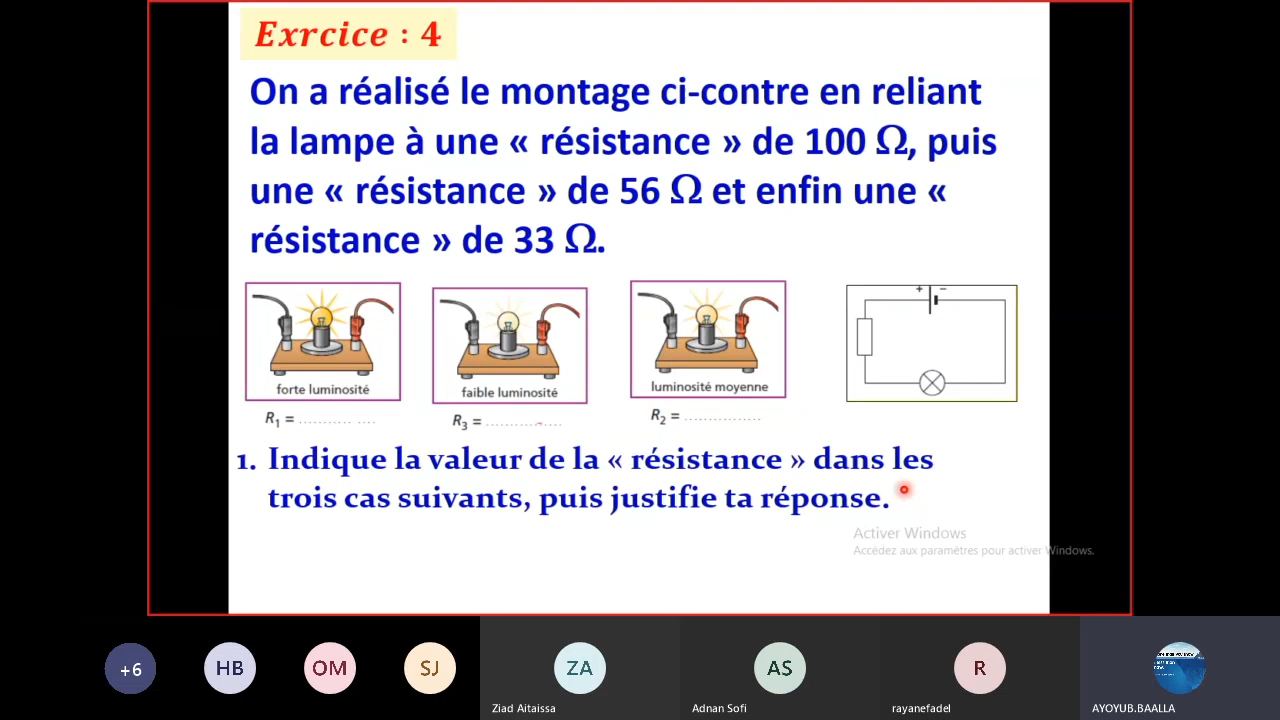 Exrcice : 4
On a réalisé le montage ci-contre en reliant
la lampe à une « résistance » de 100 Ω, puis
une « résistance » de 56 Ω et enfin une «
résistance » de 33 Ω.
forte luminosité
faible luminosité
luminosité moyenne
+ −
R1 = ........... ....
R3 = ................
R2 = ................
1. Indique la valeur de la « résistance » dans les
trois cas suivants, puis justifie ta réponse.
Activer Windows
Accédez aux paramètres pour activer Windows.
+6
HB
OM
SJ
ZA
AS
R
Ziad Aitaissa
Adnan Sofi
rayanefadel
AYOYUB.BAALLA